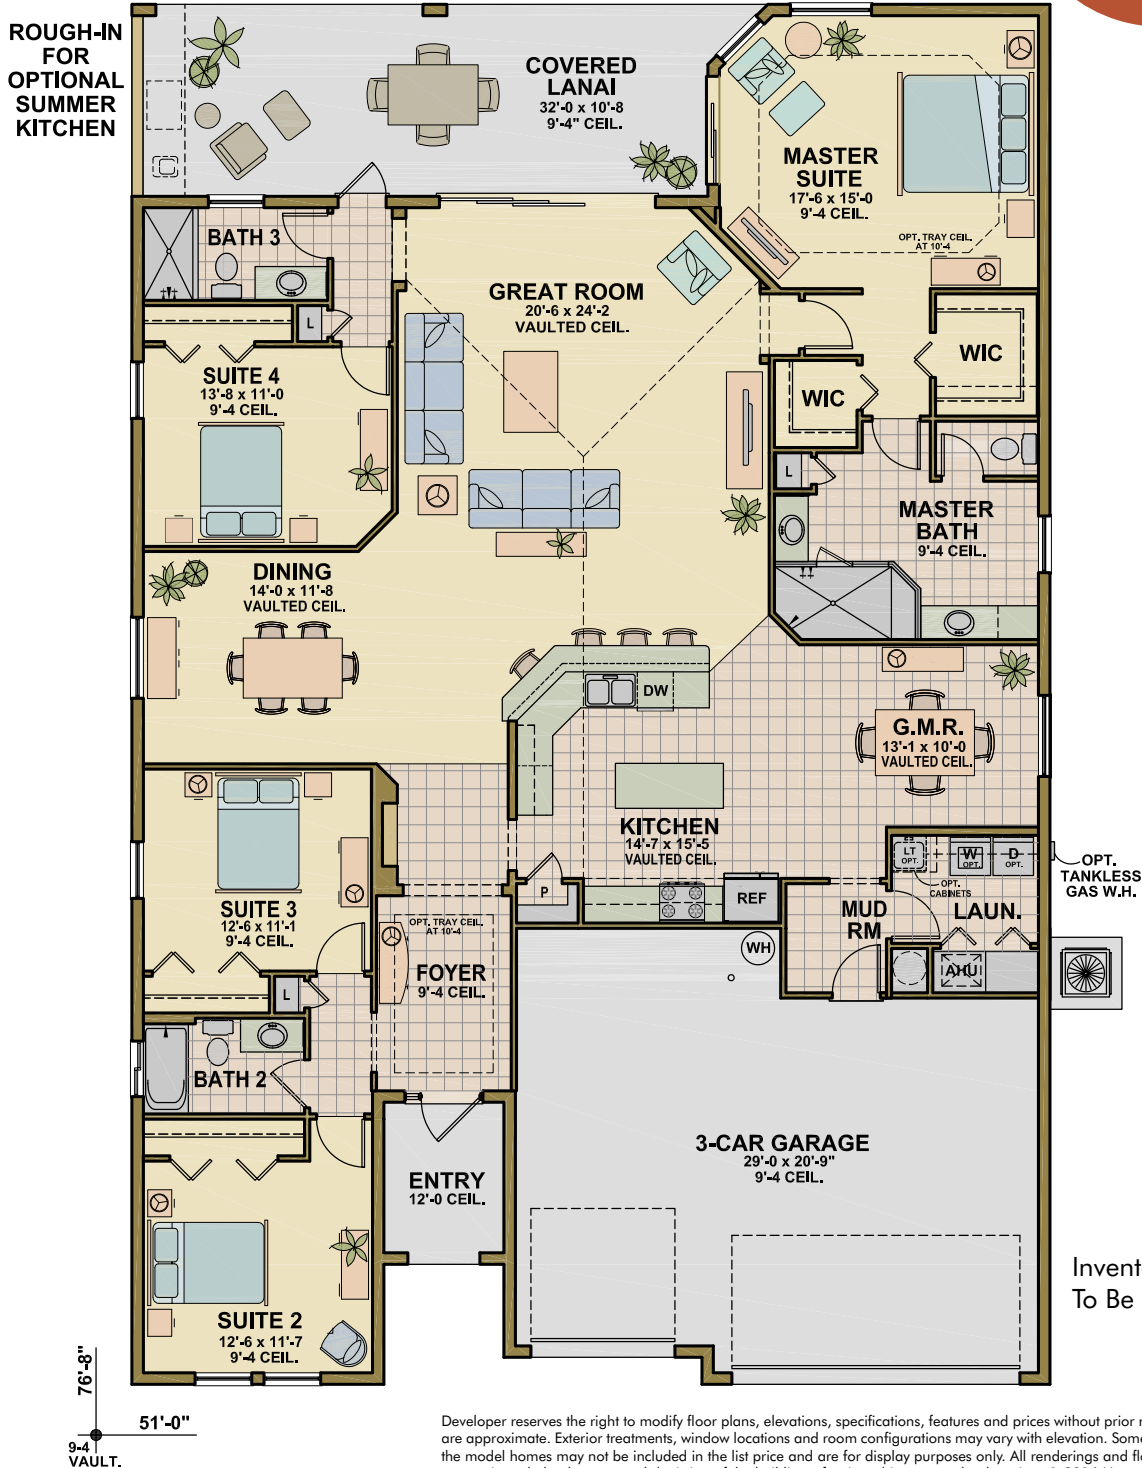 ROUGH-IN
FOR
OPTIONAL
SUMMER
KITCHEN
COVERED
LANAI
32'-0 x 10'-8
9'-4" CEIL.
MASTER
SUITE
17'-6 x 15'-0
9'-4 CEIL.
OPT. TRAY CEIL.
AT 10'-4
BATH 3
GREAT ROOM
20'-6 x 24'-2
VAULTED CEIL.
L
SUITE 4
13'-8 x 11'-0
9'-4 CEIL.
WIC
WIC
L
MASTER
BATH
9'-4 CEIL.
DINING
14'-0 x 11'-8
VAULTED CEIL.
DW
G.M.R.
13'-1 x 10'-0
VAULTED CEIL.
KITCHEN
14'-7 x 15'-5
VAULTED CEIL.
LT
OPT.
W
OPT.
D
OPT.
OPT.
TANKLESS
GAS W.H.
OPT.
CABINETS
P
REF
MUD
RM
LAUN.
SUITE 3
12'-6 x 11'-1
9'-4 CEIL.
OPT. TRAY CEIL.
AT 10'-4
FOYER
9'-4 CEIL.
WH
AHU
L
BATH 2
3-CAR GARAGE
29'-0 x 20'-9"
9'-4 CEIL.
ENTRY
12'-0 CEIL.
SUITE 2
12'-6 x 11'-7
9'-4 CEIL.
Invent
To Be
76'-8"
51'-0"
9-4
VAULT.
Developer reserves the right to modify floor plans, elevations, specifications, features and prices without prior
are approximate. Exterior treatments, window locations and room configurations may vary with elevation. Som
the model homes may not be included in the list price and are for display purposes only. All renderings and fl